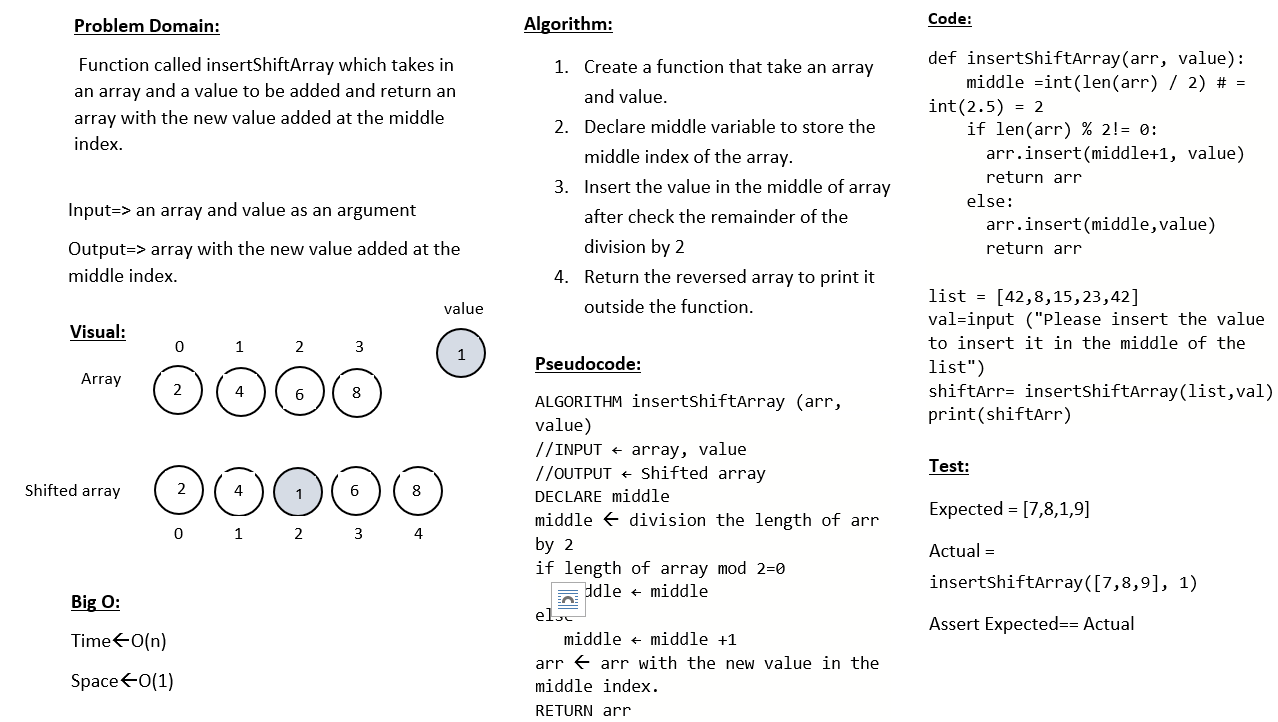 Problem Domain:
Function called insertShiftArray which takes in
an array and a value to be added and return an
array with the new value added at the middle
index.
Input=> an array and value as an argument
Output=> array with the new value added at the
middle index.
Visual:
value
1
0 1 2 3
Array
2 4 6 8
Shifted array
2 4 1 6 8
0 1 2 3 4
Big O:
Time←O(n)
Space←O(1)
Algorithm:
1. Create a function that take an array
and value.
2. Declare middle variable to store the
middle index of the array.
3. Insert the value in the middle of array
after check the remainder of the
division by 2
4. Return the reversed array to print it
outside the function.
Pseudocode:
ALGORITHM insertShiftArray (arr,
value)
//INPUT ← array, value
//OUTPUT ← Shifted array
DECLARE middle
middle ← division the length of arr
by 2
if length of array mod 2=0
ddle ← middle
else
middle ← middle +1
arr ← arr with the new value in the
middle index.
RETURN arr
Code:
def insertShiftArray(arr, value):
middle =int(len(arr) / 2) # =
int(2.5) = 2
if len(arr) % 2!= 0:
arr.insert(middle+1, value)
return arr
else:
arr.insert(middle,value)
return arr
list = [42,8,15,23,42]
val=input ("Please insert the value
to insert it in the middle of the
list")
shiftArr= insertShiftArray(list,val)
print(shiftArr)
Test:
Expected = [7,8,1,9]
Actual =
insertShiftArray([7,8,9], 1)
Assert Expected== Actual